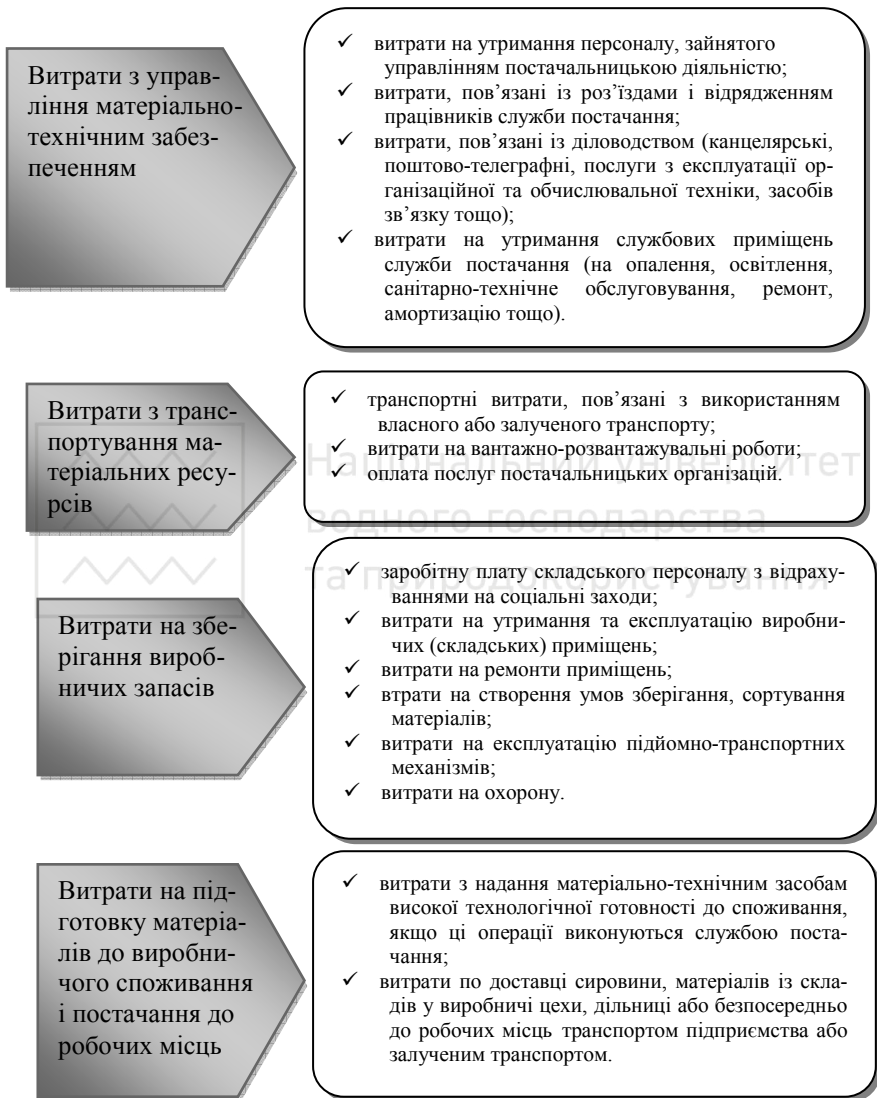 Витрати з управ-
ління матеріально-
технічним забез-
печенням
✓ витрати на утримання персоналу, зайнятого
управлінням постачальницькою діяльністю;
✓ витрати, пов’язані із роз’їздами і відрядженням
працівників служби постачання;
✓ витрати, пов’язані із діловодством (канцелярські,
поштово-телеграфні, послуги з експлуатації ор-
ганізаційної та обчислювальної техніки, засобів
зв’язку тощо);
✓ витрати на утримання службових приміщень
служби постачання (на опалення, освітлення,
санітарно-технічне обслуговування, ремонт,
амортизацію тощо).
Витрати з транс-
портування ма-
теріальних ресу-
рсів
✓ транспортні витрати, пов’язані з використанням
власного або залученого транспорту;
✓ витрати на вантажно-розвантажувальні роботи;
✓ оплата послуг постачальницьких організацій.
Національний університет
водного господарства
та природокористування
Витрати на збе-
рігання вироб-
ничих запасів
✓ заробітну плату складського персоналу з відраху-
ваннями на соціальні заходи;
✓ витрати на утримання та експлуатацію виробни-
чих (складських) приміщень;
✓ витрати на ремонти приміщень;
✓ втрати на створення умов зберігання, сортування
матеріалів;
✓ витрати на експлуатацію підйомно-транспортних
механізмів;
✓ витрати на охорону.
Витрати на під-
готовку матеріа-
лів до виробни-
чого споживання
і постачання до
робочих місць
✓ витрати з надання матеріально-технічним засобам
високої технологічної готовності до споживання,
якщо ці операції виконуються службою поста-
чання;
✓ витрати по доставці сировини, матеріалів із скла-
дів у виробничі цехи, дільниці або безпосередньо
до робочих місць транспортом підприємства або
залученим транспортом.